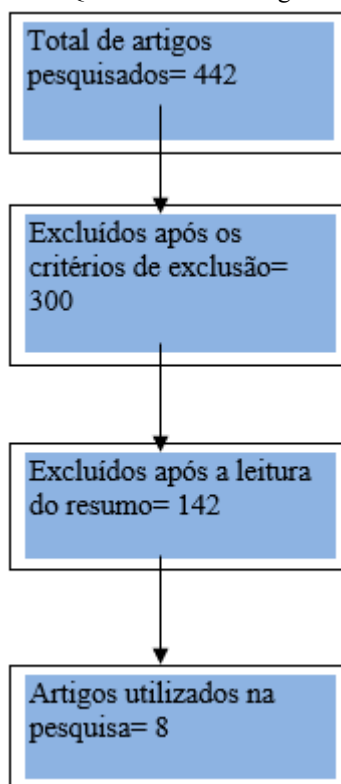 Total de artigos
pesquisados= 442
Excluídos após os
critérios de exclusão=
300
Excluídos após a leitura
do resumo= 142
Artigos utilizados na
pesquisa= 8